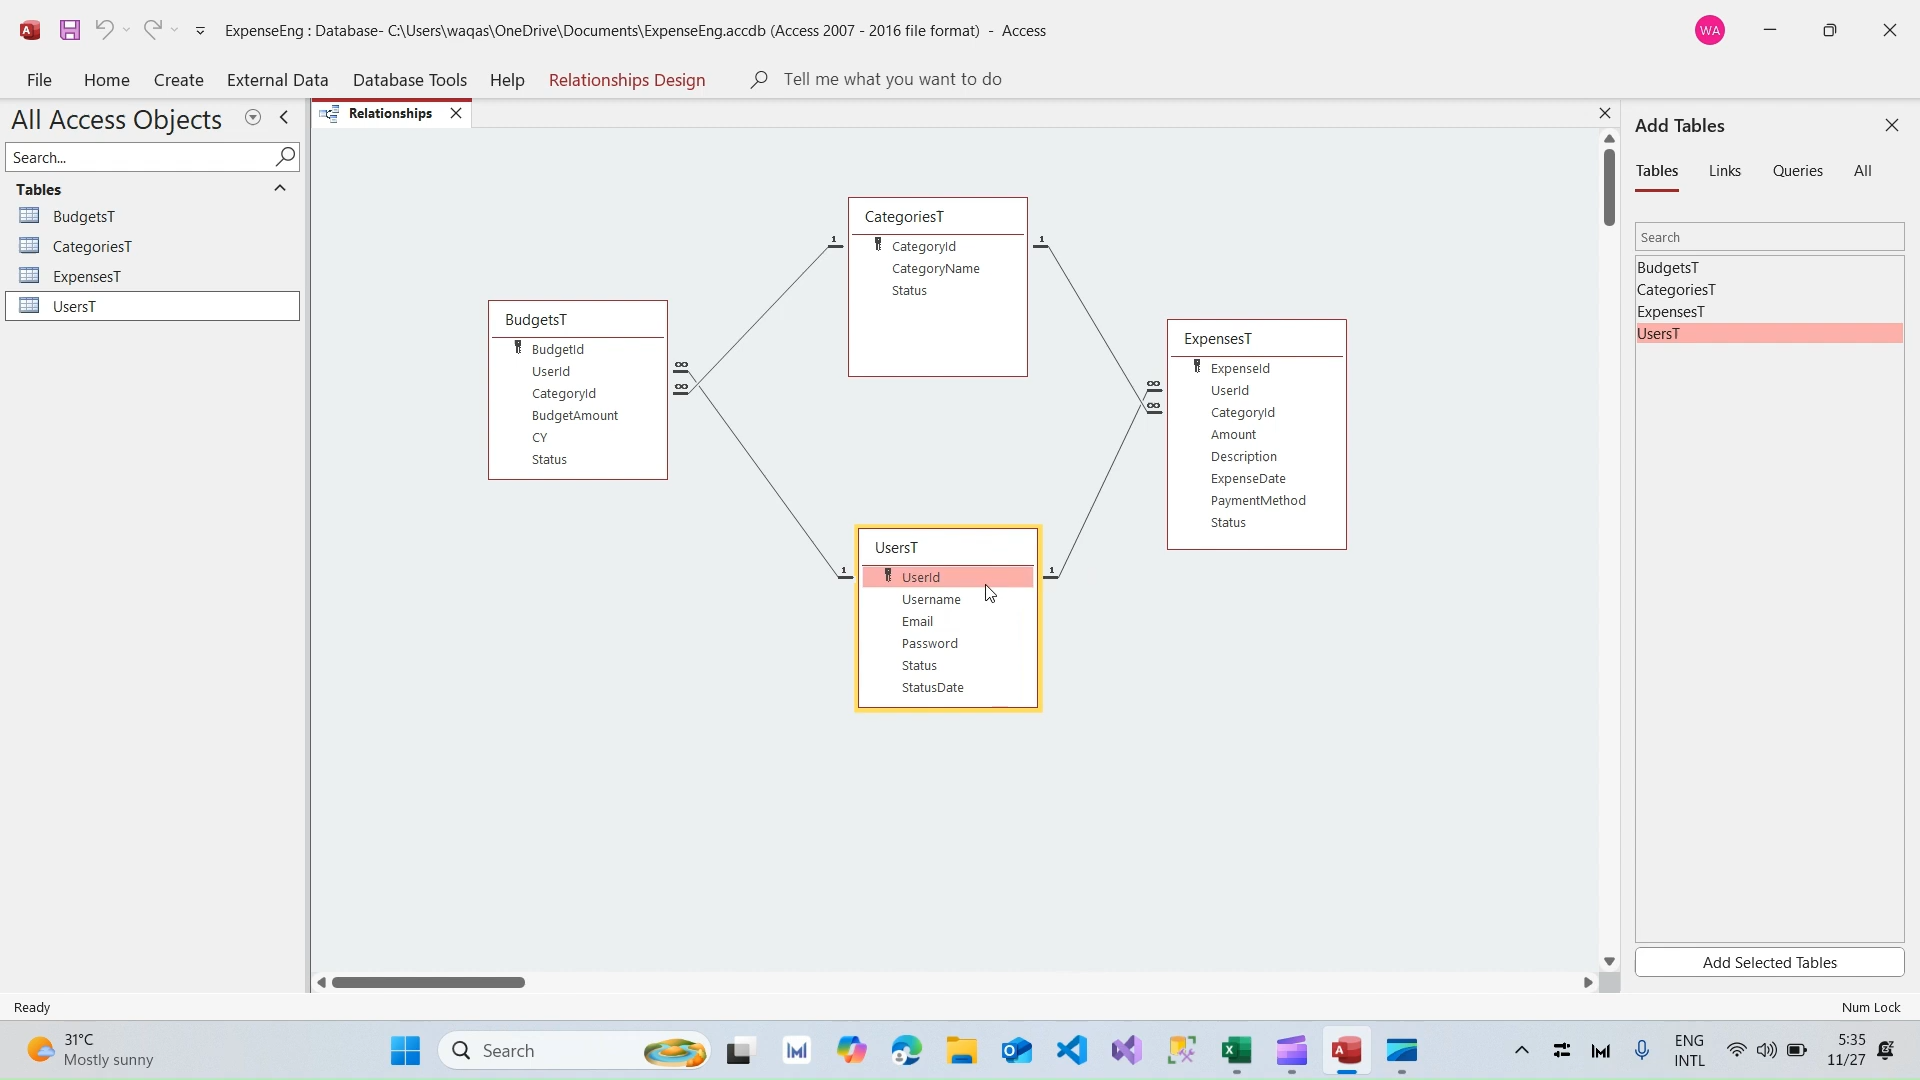 ExpenseEng : Database- C:\Users\waqas\OneDrive\Documents\ExpenseEng.accdb (Access 2007 - 2016 file format) - Access
WA
File Home Create External Data Database Tools Help Relationships Design Tell me what you want to do
All Access Objects
Search...
Tables
BudgetsT
CategoriesT
ExpensesT
UsersT
Relationships
CategoriesT
CategoryId
CategoryName
Status
BudgetsT
BudgetId
UserId
CategoryId
BudgetAmount
CY
Status
ExpensesT
ExpenseId
UserId
CategoryId
Amount
Description
ExpenseDate
PaymentMethod
Status
UsersT
UserId
Username
Email
Password
Status
StatusDate
1
1
∞
∞
∞
∞
1
1
Add Tables
Tables Links Queries All
Search
BudgetsT
CategoriesT
ExpensesT
UsersT
Add Selected Tables
Ready
Num Lock
31°C
Mostly sunny
Search
ENG
INTL
5:35
11/27